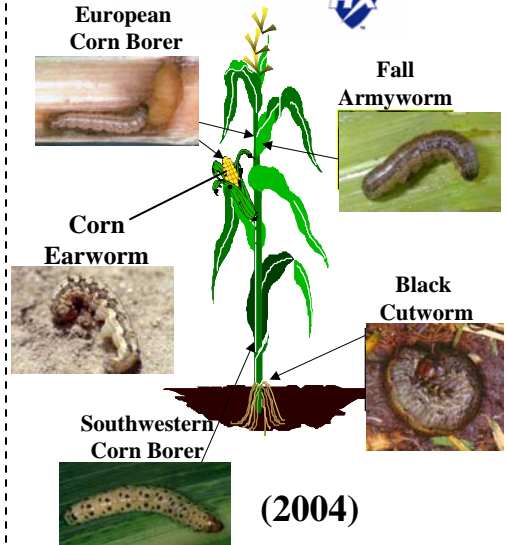 European
Corn Borer
Fall
Armyworm
Corn
Earworm
Black
Cutworm
Southwestern
Corn Borer
(2004)